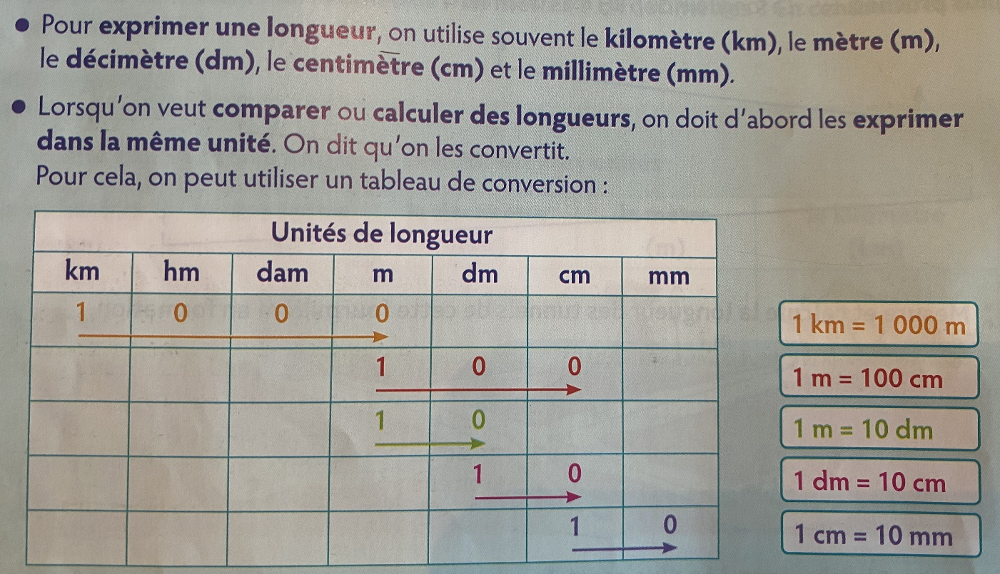 ● Pour exprimer une longueur, on utilise souvent le kilomètre (km), le mètre (m),
le décimètre (dm), le centimètre (cm) et le millimètre (mm).
● Lorsqu'on veut comparer ou calculer des longueurs, on doit d'abord les exprimer
dans la même unité. On dit qu'on les convertit.
Pour cela, on peut utiliser un tableau de conversion :
Unités de longueur
km hm dam m dm cm mm
1 0 0 0
1 km = 1 000 m
1 0 0
1 m = 100 cm
1 0
1 m = 10 dm
1 0
1 dm = 10 cm
1 0
1 cm = 10 mm